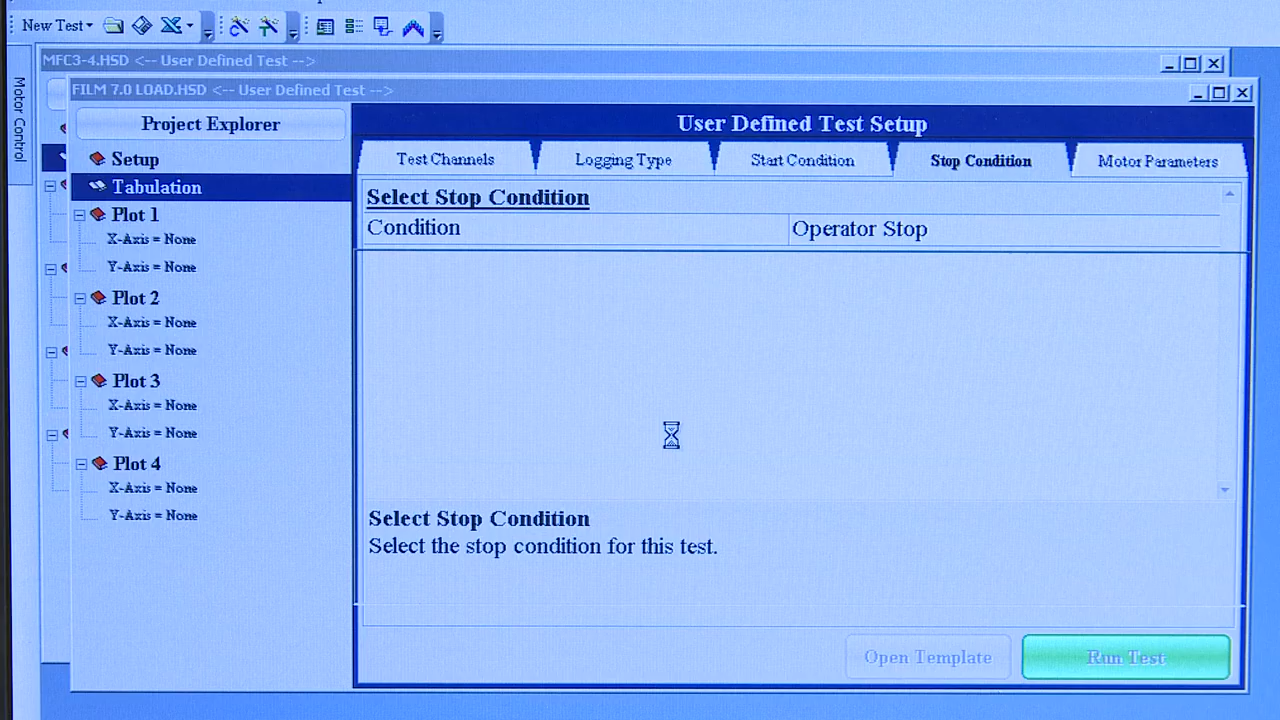 New Test
Motor Control
MFC3-4.HSD <-- User Defined Test -->
FILM 7.0 LOAD.HSD <-- User Defined Test -->
Project Explorer
Setup
Tabulation
Plot 1
X-Axis = None
Y-Axis = None
Plot 2
X-Axis = None
Y-Axis = None
Plot 3
X-Axis = None
Y-Axis = None
Plot 4
X-Axis = None
Y-Axis = None
User Defined Test Setup
Test Channels
Logging Type
Start Condition
Stop Condition
Motor Parameters
Select Stop Condition
Condition Operator Stop
Select Stop Condition
Select the stop condition for this test.
Open Template
Run Test